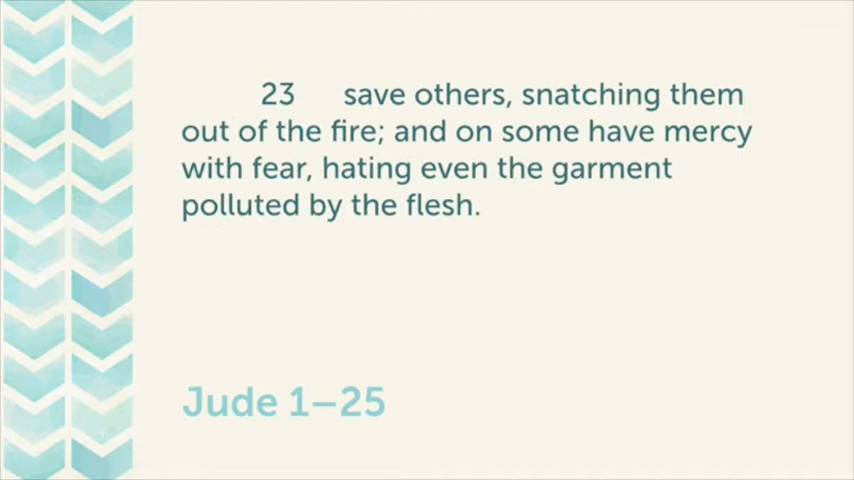 23 save others, snatching them
out of the fire; and on some have mercy
with fear, hating even the garment
polluted by the flesh.
Jude 1–25